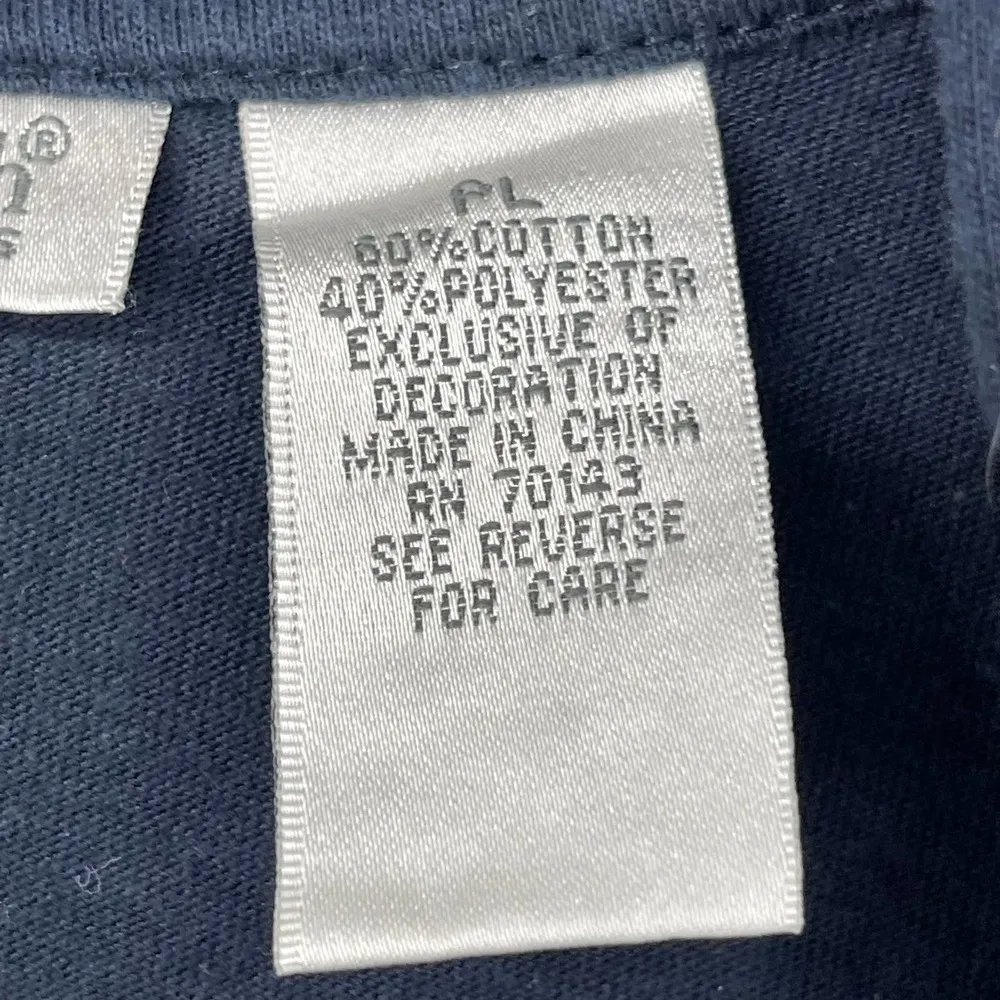 PL
60%COTTON
40%POLYESTER
EXCLUSIVE OF
DECORATION
MADE IN CHINA
RN 70143
SEE REVERSE
FOR CARE
®